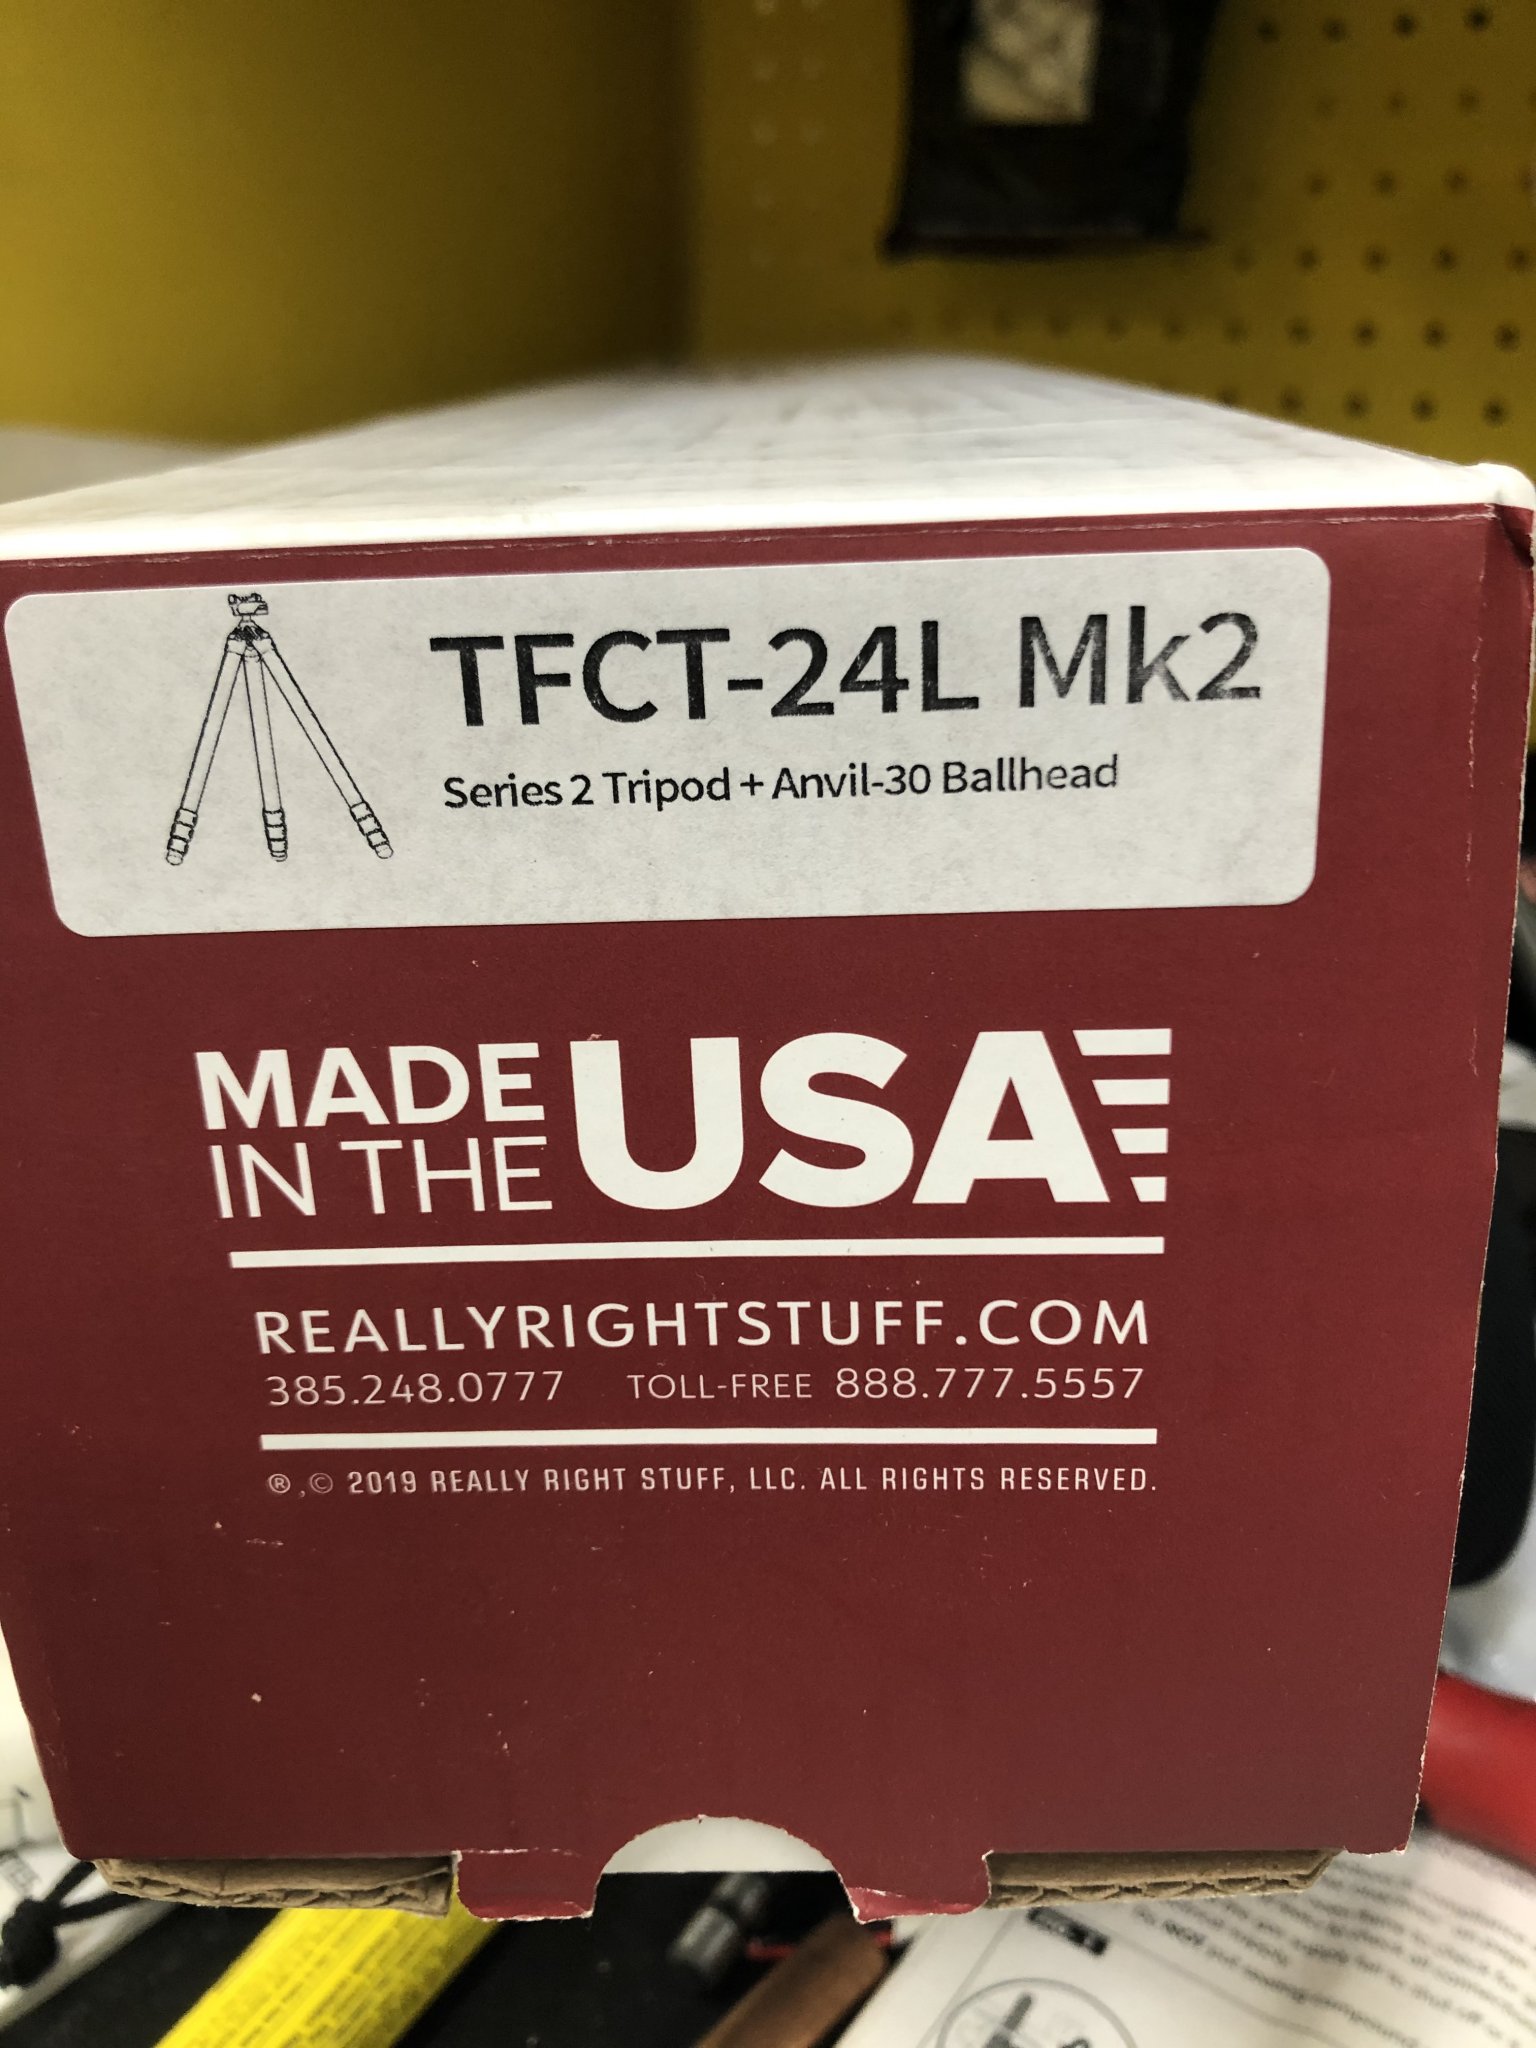 TFCT-24L Mk2
Series 2 Tripod + Anvil-30 Ballhead
MADE
IN THE
USA
REALLYRIGHTSTUFF.COM
385.248.0777 TOLL-FREE 888.777.5557
®,© 2019 REALLY RIGHT STUFF, LLC. ALL RIGHTS RESERVED.